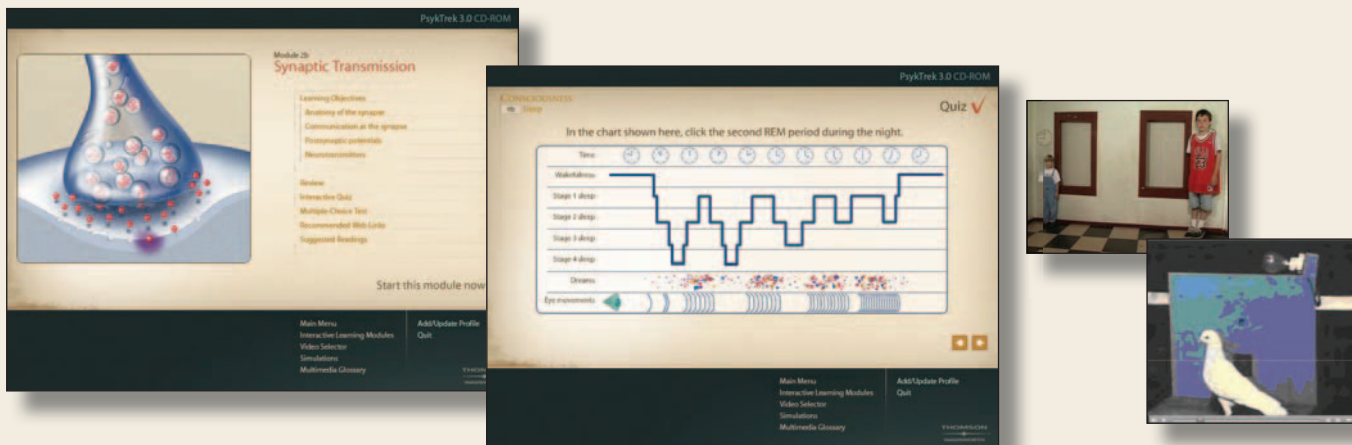 PsykTrek 3.0 CD-ROM
Module 2b
Synaptic Transmission
Learning Objectives
Anatomy of the synapse
Communication at the synapse
Postsynaptic potentials
Neurotransmitters
Review
Interactive Quiz
Multiple-Choice Test
Recommended Web Links
Suggested Readings
Start this module now
Main Menu
Interactive Learning Modules
Video Selector
Simulations
Multimedia Glossary
Add/Update Profile
Quit
PsykTrek 3.0 CD-ROM
CONSCIOUSNESS
Sleep
Quiz
In the chart shown here, click the second REM period during the night.
Time
Wakefulness
Stage 1 sleep
Stage 2 sleep
Stage 3 sleep
Stage 4 sleep
Dreams
Eye movements
Main Menu
Interactive Learning Modules
Video Selector
Simulations
Multimedia Glossary
Add/Update Profile
Quit
THOMSON
23